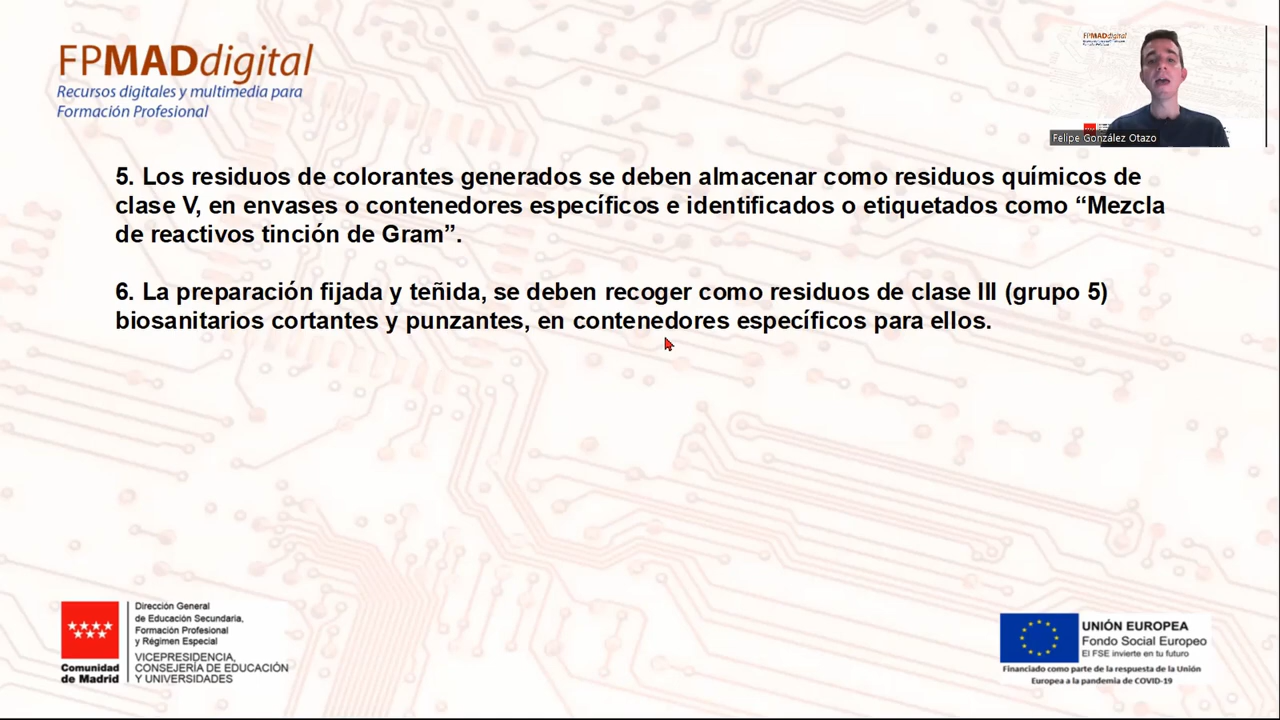 FPMADdigital
Recursos digitales y multimedia para
Formación Profesional
FPMADdigital
Felipe González Otazo
5. Los residuos de colorantes generados se deben almacenar como residuos químicos de
clase V, en envases o contenedores específicos e identificados o etiquetados como “Mezcla
de reactivos tinción de Gram”.
6. La preparación fijada y teñida, se deben recoger como residuos de clase III (grupo 5)
biosanitarios cortantes y punzantes, en contenedores específicos para ellos.
Comunidad
de Madrid
Dirección General
de Educación Secundaria,
Formación Profesional
y Régimen Especial
VICEPRESIDENCIA,
CONSEJERÍA DE EDUCACIÓN
Y UNIVERSIDADES
UNIÓN EUROPEA
Fondo Social Europeo
El FSE invierte en tu futuro
Financiado como parte de la respuesta de la Unión
Europea a la pandemia de COVID-19